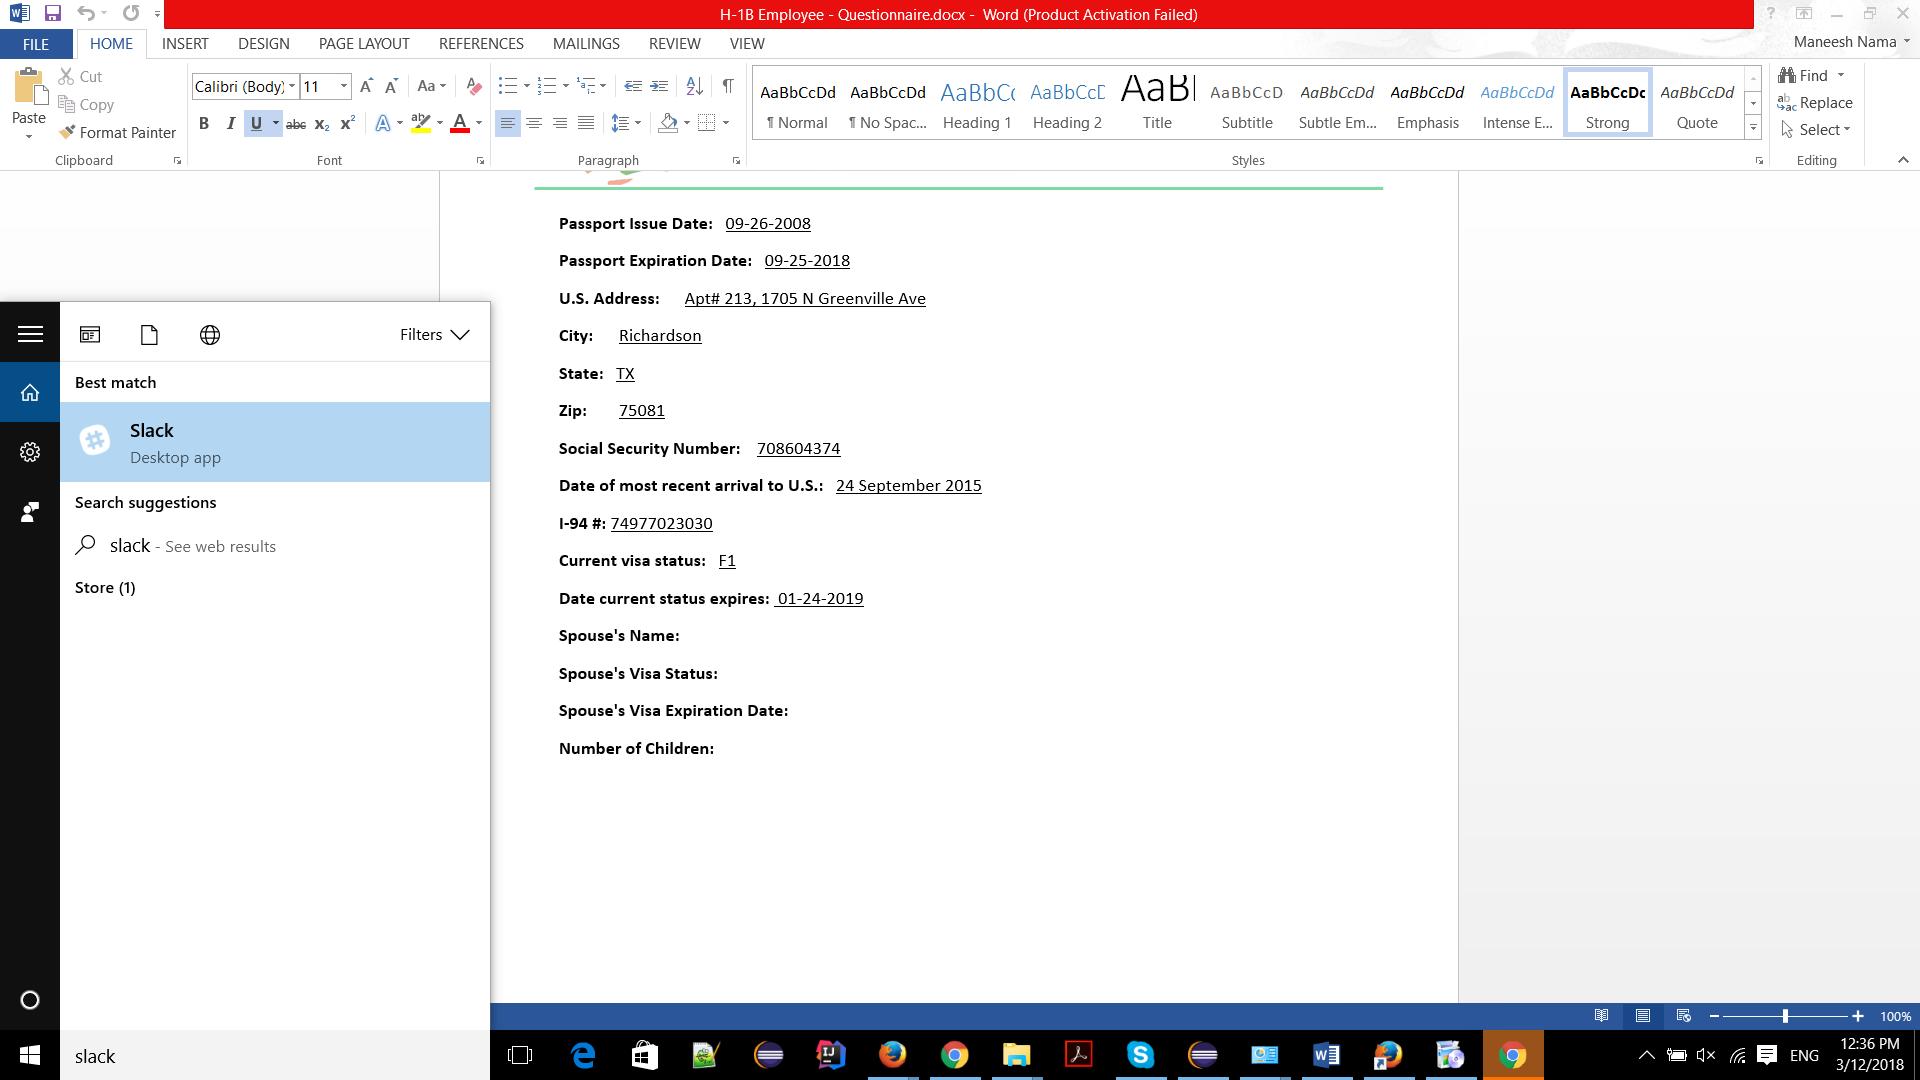 H-1B Employee - Questionnaire.docx - Word (Product Activation Failed)
FILE HOME INSERT DESIGN PAGE LAYOUT REFERENCES MAILINGS REVIEW VIEW
Maneesh Nama
Paste
Cut
Copy
Format Painter
Clipboard
Calibri (Body) 11
Font
Paragraph
AaBbCcDd AaBbCcDd AaBbCc AaBbCcD AaBl AaBbCcD AaBbCcDd AaBbCcDd AaBbCcDd AaBbCcDc AaBbCcDd
¶ Normal ¶ No Spac... Heading 1 Heading 2 Title Subtitle Subtle Em... Emphasis Intense E... Strong Quote
Styles
Find
Replace
Select
Editing
Passport Issue Date: 09-26-2008
Passport Expiration Date: 09-25-2018
U.S. Address: Apt# 213, 1705 N Greenville Ave
City: Richardson
State: TX
Zip: 75081
Social Security Number: 708604374
Date of most recent arrival to U.S.: 24 September 2015
I-94 #: 74977023030
Current visa status: F1
Date current status expires: 01-24-2019
Spouse's Name:
Spouse's Visa Status:
Spouse's Visa Expiration Date:
Number of Children:
Filters
Best match
Slack
Desktop app
Search suggestions
slack - See web results
Store (1)
slack
100%
ENG
12:36 PM
3/12/2018